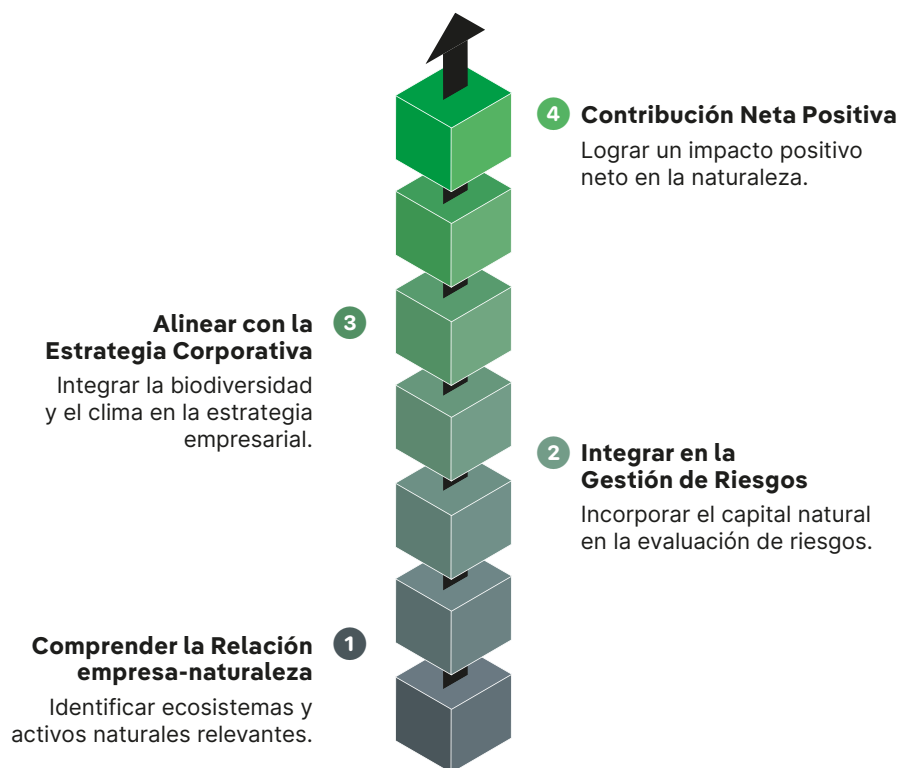 4 Contribución Neta Positiva
Lograr un impacto positivo
neto en la naturaleza.
3 Alinear con la
Estrategia Corporativa
Integrar la biodiversidad
y el clima en la estrategia
empresarial.
2 Integrar en la
Gestión de Riesgos
Incorporar el capital natural
en la evaluación de riesgos.
1 Comprender la Relación
empresa-naturaleza
Identificar ecosistemas y
activos naturales relevantes.